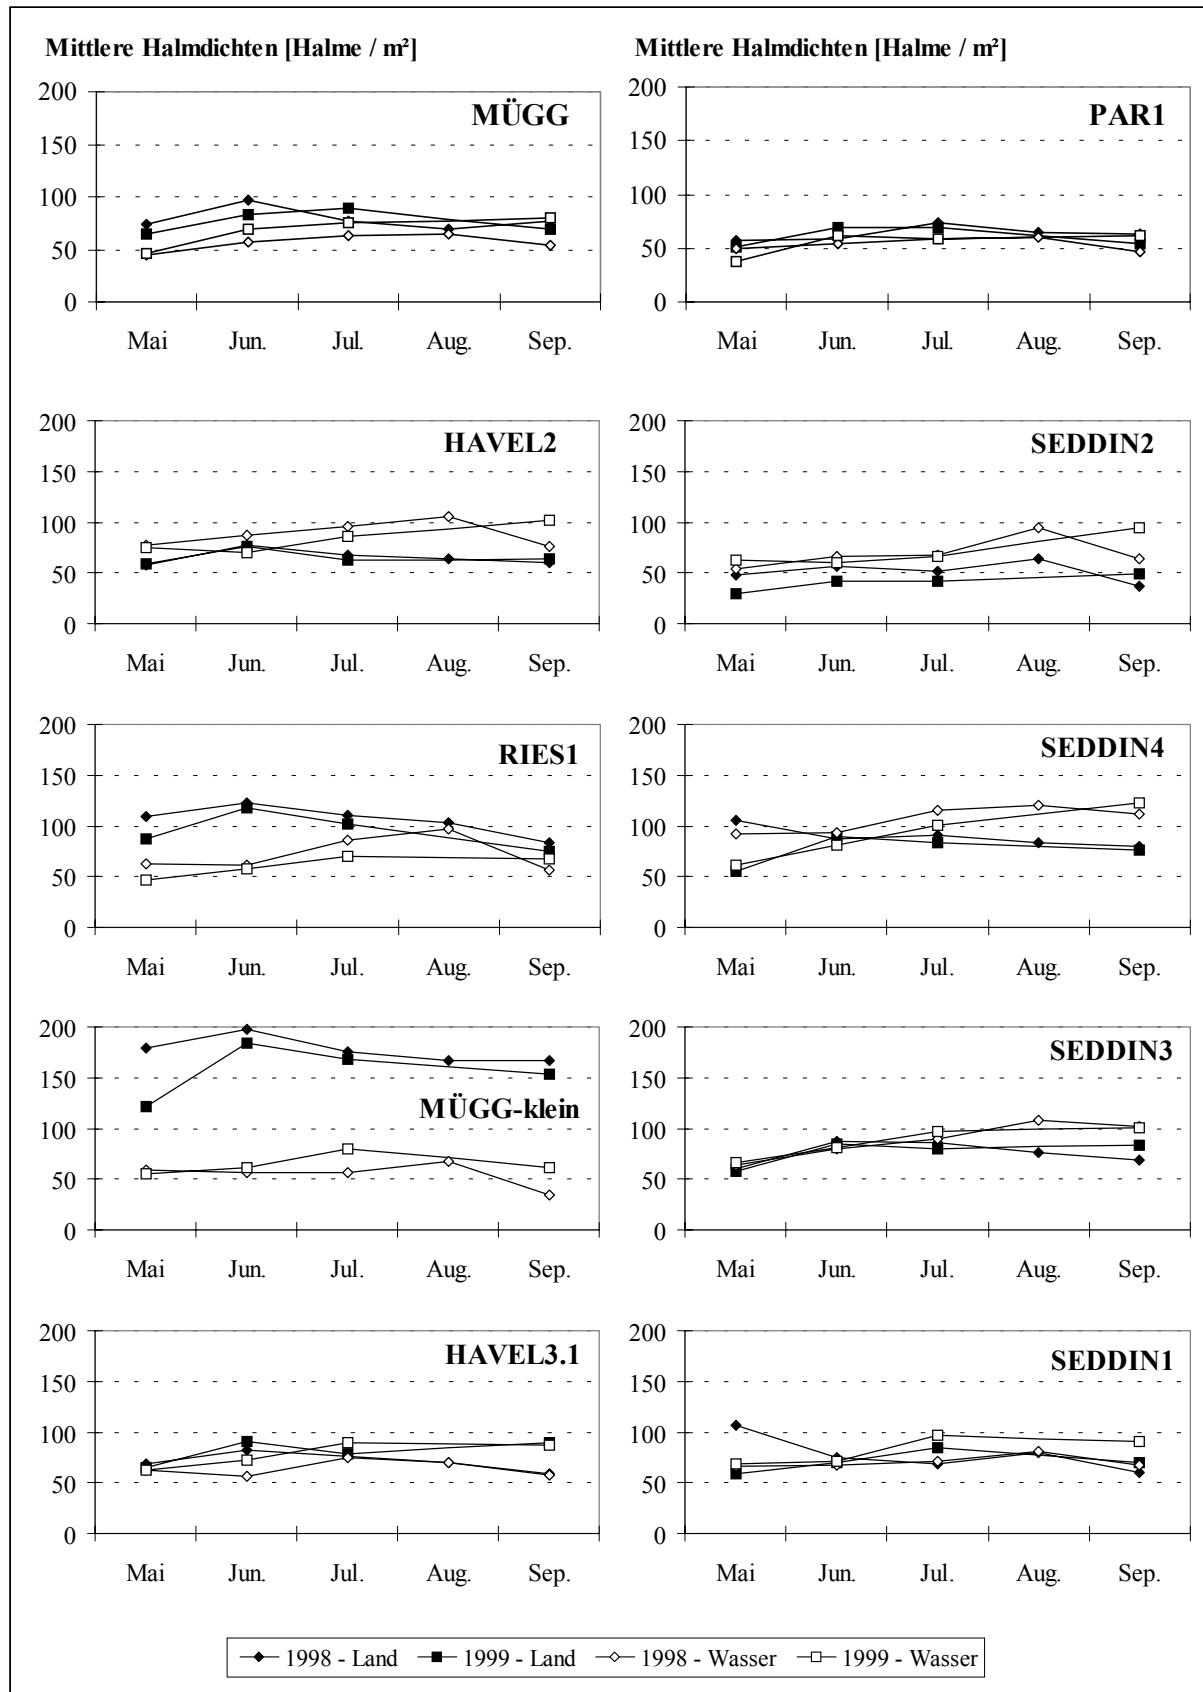 Mittlere Halmdichten [Halme / m²]
Mittlere Halmdichten [Halme / m²]
MÜGG
200
150
100
50
0
Mai Jun. Jul. Aug. Sep.
PAR1
200
150
100
50
0
Mai Jun. Jul. Aug. Sep.
HAVEL2
200
150
100
50
0
Mai Jun. Jul. Aug. Sep.
SEDDIN2
200
150
100
50
0
Mai Jun. Jul. Aug. Sep.
RIES1
200
150
100
50
0
Mai Jun. Jul. Aug. Sep.
SEDDIN4
200
150
100
50
0
Mai Jun. Jul. Aug. Sep.
MÜGG-klein
200
150
100
50
0
Mai Jun. Jul. Aug. Sep.
SEDDIN3
200
150
100
50
0
Mai Jun. Jul. Aug. Sep.
HAVEL3.1
200
150
100
50
0
Mai Jun. Jul. Aug. Sep.
SEDDIN1
200
150
100
50
0
Mai Jun. Jul. Aug. Sep.
1998 - Land 1999 - Land 1998 - Wasser 1999 - Wasser